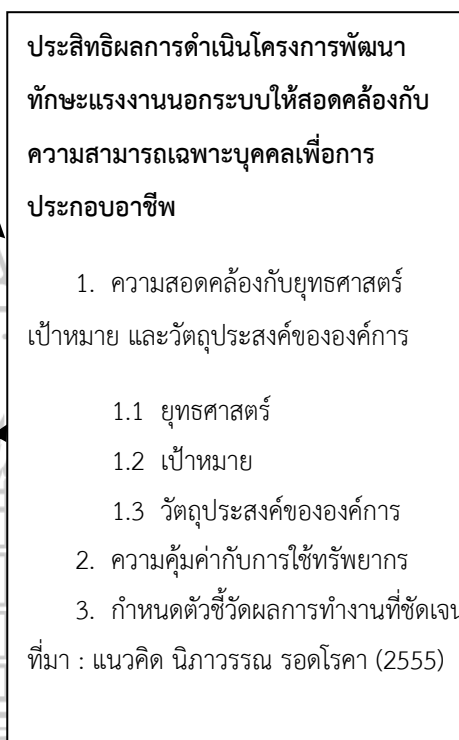 ประสิทธิผลการดำเนินโครงการพัฒนา
ทักษะแรงงานนอกระบบให้สอดคล้องกับ
ความสามารถเฉพาะบุคคลเพื่อการ
ประกอบอาชีพ
1. ความสอดคล้องกับยุทธศาสตร์
เป้าหมาย และวัตถุประสงค์ขององค์การ
1.1 ยุทธศาสตร์
1.2 เป้าหมาย
1.3 วัตถุประสงค์ขององค์การ
2. ความคุ้มค่ากับการใช้ทรัพยากร
3. กำหนดตัวชี้วัดผลการทำงานที่ชัดเจน
ที่มา : แนวคิด นิภาวรรณ รอดโรคา (2555)